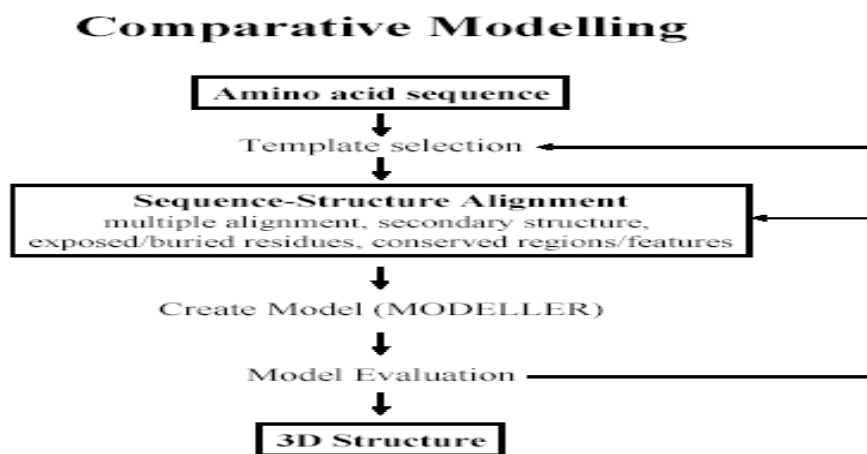 Comparative Modelling
Amino acid sequence
Template selection
Sequence-Structure Alignment
multiple alignment, secondary structure,
exposed/buried residues, conserved regions/features
Create Model (MODELLER)
Model Evaluation
3D Structure